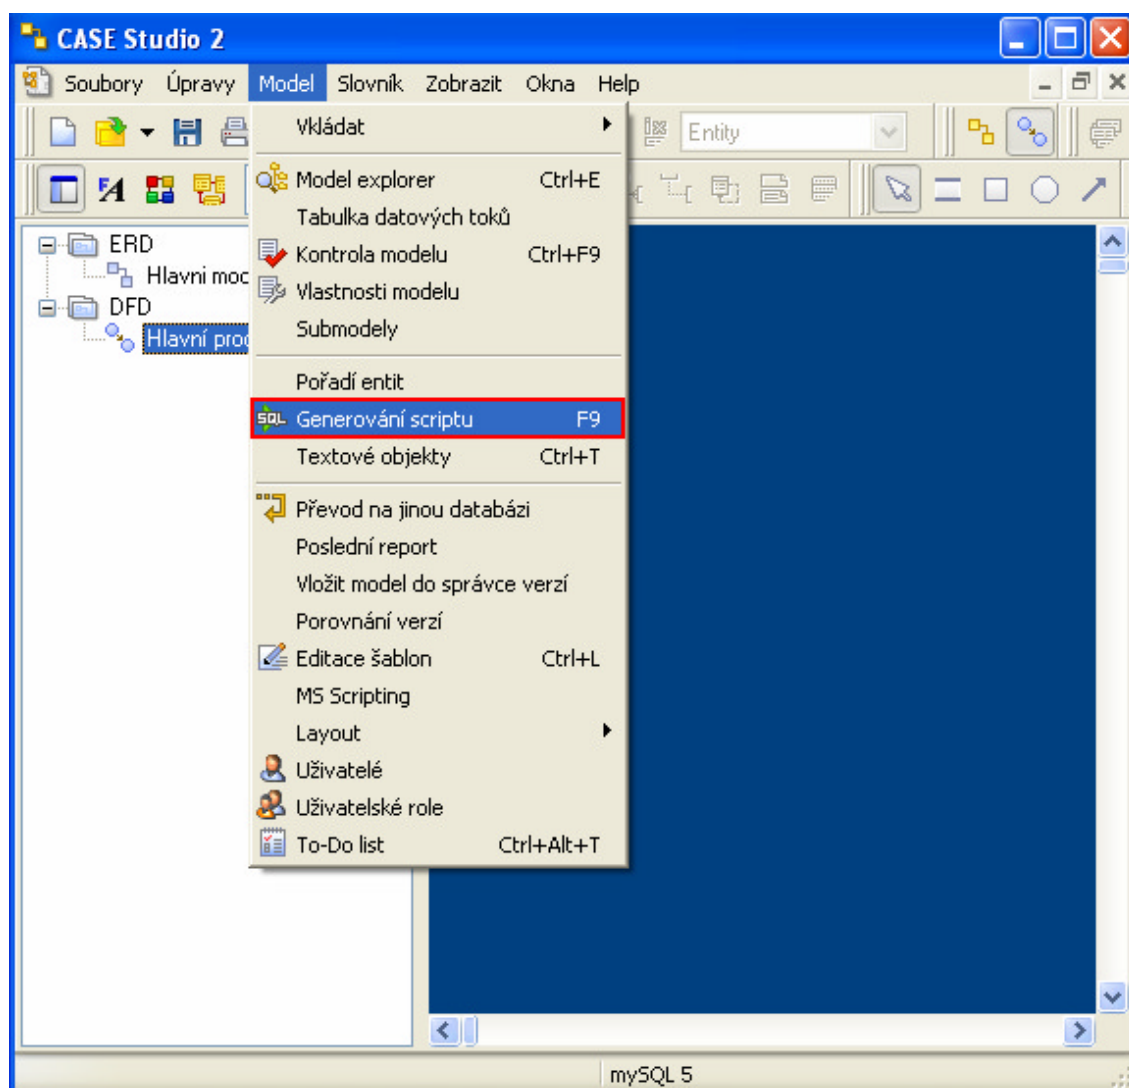 CASE Studio 2
Soubory Úpravy Model Slovník Zobrazit Okna Help
Entity
ERD
Hlavni
DFD
Hlavní
Vkládat
Model explorer Ctrl+E
Tabulka datových toků
Kontrola modelu Ctrl+F9
Vlastnosti modelu
Submodely
Pořadí entit
SQL Generování scriptu F9
Textové objekty Ctrl+T
Převod na jinou databázi
Poslední report
Vložit model do správce verzí
Porovnání verzí
Editace šablon Ctrl+L
MS Scripting
Layout
Uživatelé
Uživatelské role
To-Do list Ctrl+Alt+T
mySQL 5